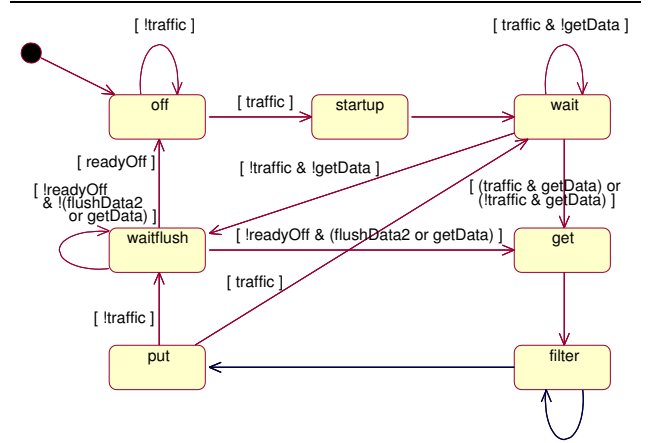 [ !traffic ]
[ traffic & !getData ]
off
[ traffic ]
startup
wait
[ readyOff ]
[ !traffic & !getData ]
[ !readyOff
& !(flushData2
or getData) ]
[ (traffic & getData) or
(!traffic & getData) ]
waitflush
[ !readyOff & (flushData2 or getData) ]
get
[ traffic ]
[ !traffic ]
put
filter